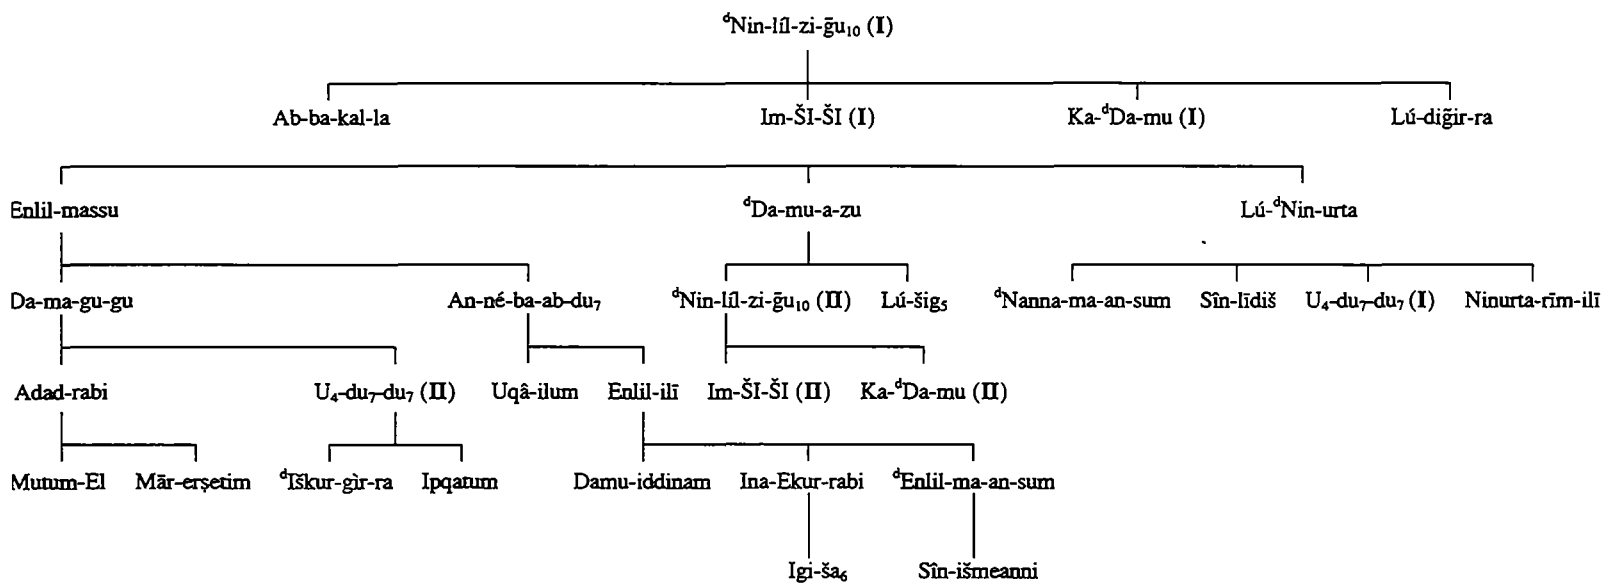 ᵈNin-líl-zi-g̃u₁₀ (I)
Ab-ba-kal-la Im-ŠI-ŠI (I) Ka-ᵈDa-mu (I) Lú-dig̃ir-ra
Enlil-massu ᵈDa-mu-a-zu Lú-ᵈNin-urta
Da-ma-gu-gu An-né-ba-ab-du₇ ᵈNin-líl-zi-g̃u₁₀ (II) Lú-šig₅ ᵈNanna-ma-an-sum Sîn-līdiš U₄-du₇-du₇ (I) Ninurta-rīm-ilī
Adad-rabi U₄-du₇-du₇ (II) Uqâ-ilum Enlil-ilī Im-ŠI-ŠI (II) Ka-ᵈDa-mu (II)
Mutum-El Mār-erṣetim ᵈIškur-gìr-ra Ipqatum Damu-iddinam Ina-Ekur-rabi ᵈEnlil-ma-an-sum
Igi-ša₆ Sîn-išmeanni